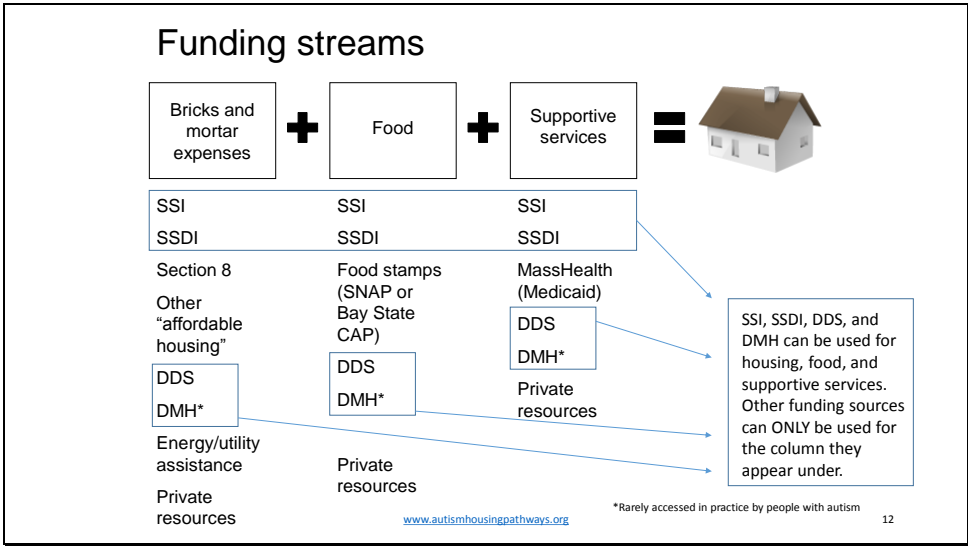 Funding streams
Bricks and
mortar
expenses
Food
Supportive
services
SSI
SSDI
Section 8
Other
“affordable
housing”
DDS
DMH*
Energy/utility
assistance
Private
resources
SSI
SSDI
Food stamps
(SNAP or
Bay State
CAP)
DDS
DMH*
Private
resources
SSI
SSDI
MassHealth
(Medicaid)
DDS
DMH*
Private
resources
SSI, SSDI, DDS, and
DMH can be used for
housing, food, and
supportive services.
Other funding sources
can ONLY be used for
the column they
appear under.
*Rarely accessed in practice by people with autism
www.autismhousingpathways.org
12